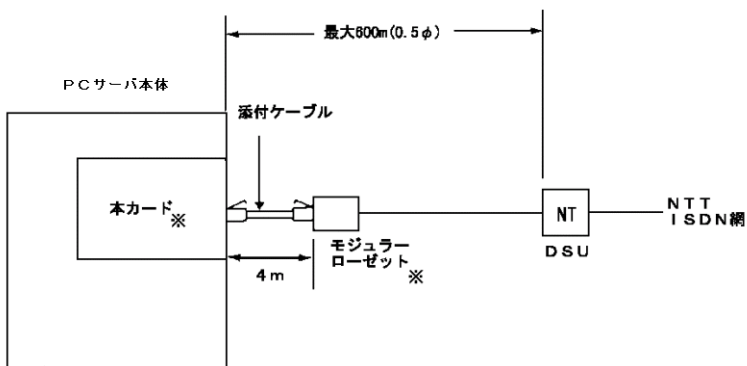 最大600m(0.5φ)
PCサーバ本体
添付ケーブル
本カード※
NT
NTT
ISDN網
モジュラー
ローゼット※
DSU
4m